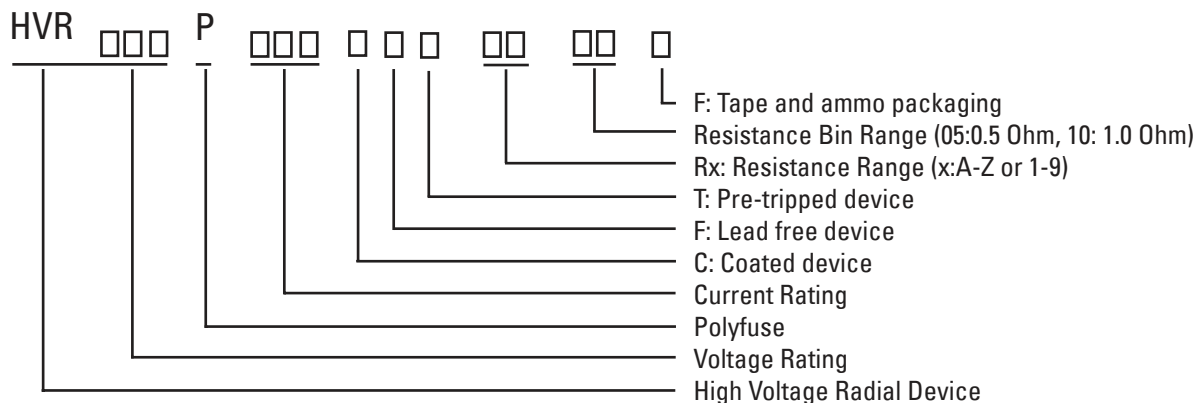 HVR □□□ P □□□ □ □ □ □□ □□ □
F: Tape and ammo packaging
Resistance Bin Range (05:0.5 Ohm, 10: 1.0 Ohm)
Rx: Resistance Range (x:A-Z or 1-9)
T: Pre-tripped device
F: Lead free device
C: Coated device
Current Rating
Polyfuse
Voltage Rating
High Voltage Radial Device